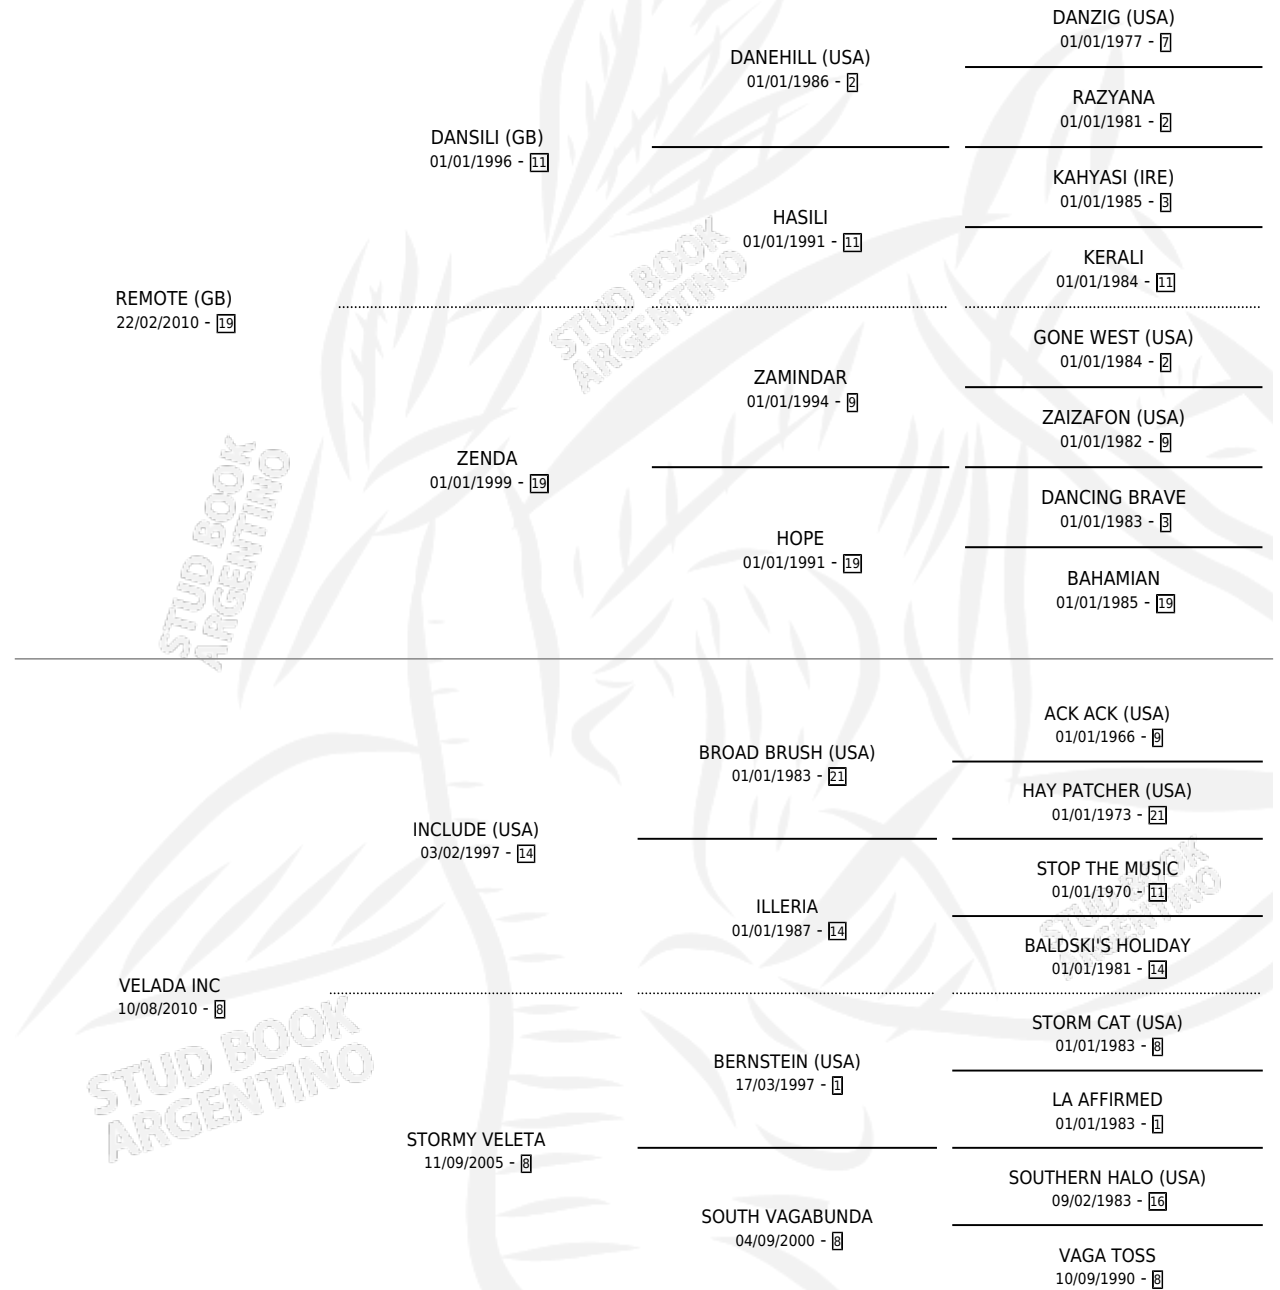 DANZIG (USA)
01/01/1977 - 7
DANEHILL (USA)
01/01/1986 - 2
RAZYANA
01/01/1981 - 2
DANSILI (GB)
01/01/1996 - 11
KAHYASI (IRE)
01/01/1985 - 3
HASILI
01/01/1991 - 11
KERALI
01/01/1984 - 11
REMOTE (GB)
22/02/2010 - 19
GONE WEST (USA)
01/01/1984 - 2
ZAMINDAR
01/01/1994 - 9
ZAIZAFON (USA)
01/01/1982 - 9
ZENDA
01/01/1999 - 19
DANCING BRAVE
01/01/1983 - 3
HOPE
01/01/1991 - 19
BAHAMIAN
01/01/1985 - 19
ACK ACK (USA)
01/01/1966 - 9
BROAD BRUSH (USA)
01/01/1983 - 21
HAY PATCHER (USA)
01/01/1973 - 21
INCLUDE (USA)
03/02/1997 - 14
STOP THE MUSIC
01/01/1970 - 11
ILLERIA
01/01/1987 - 14
BALDSKI'S HOLIDAY
01/01/1981 - 14
VELADA INC
10/08/2010 - 8
STORM CAT (USA)
01/01/1983 - 8
BERNSTEIN (USA)
17/03/1997 - 1
LA AFFIRMED
01/01/1983 - 1
STORMY VELETA
11/09/2005 - 8
SOUTHERN HALO (USA)
09/02/1983 - 16
SOUTH VAGABUNDA
04/09/2000 - 8
VAGA TOSS
10/09/1990 - 8
STUD BOOK
ARGENTINO
STUD BOOK
ARGENTINO
STUD BOOK
ARGENTINO
STUD BOOK
ARGENTINO